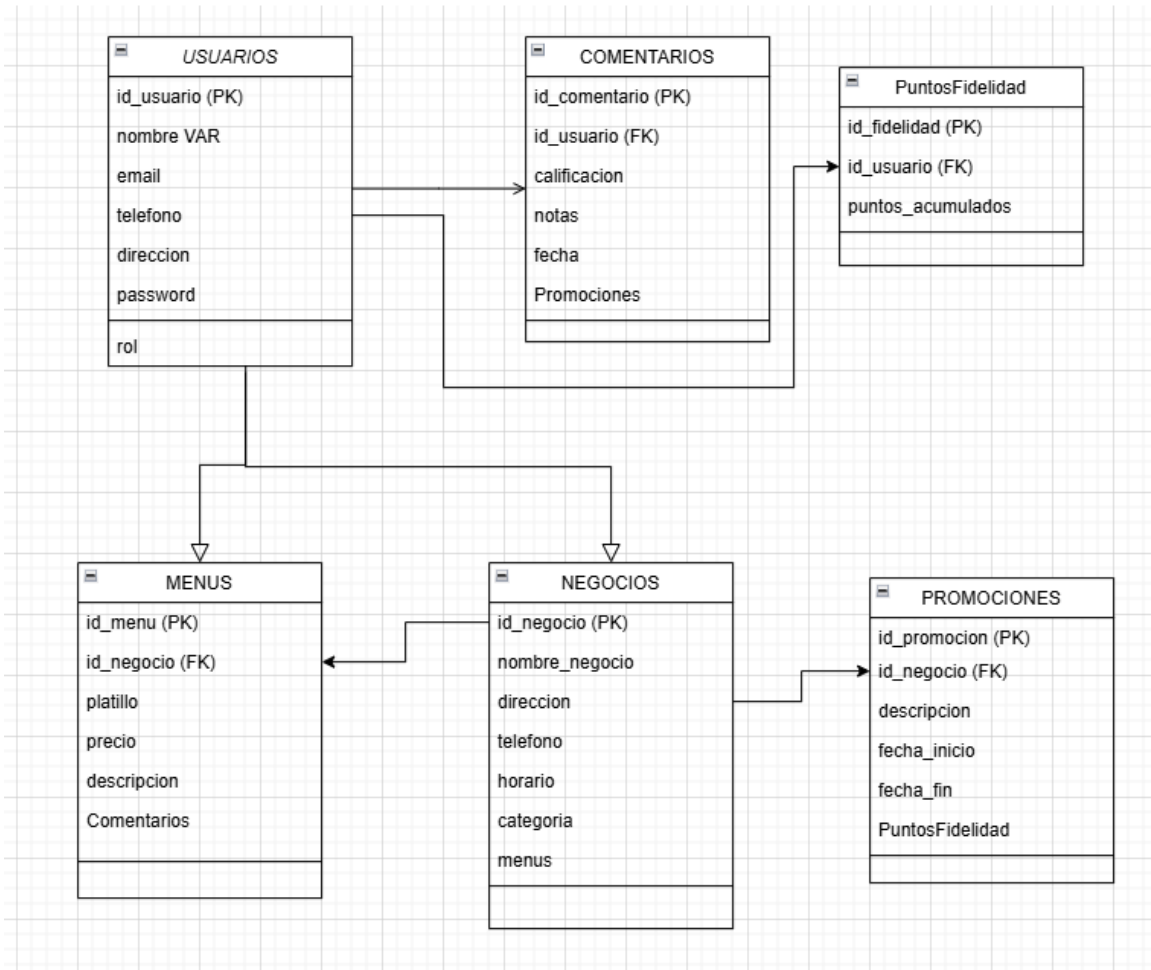 USUARIOS
id_usuario (PK)
nombre VAR
email
telefono
direccion
password
rol
COMENTARIOS
id_comentario (PK)
id_usuario (FK)
calificacion
notas
fecha
Promociones
PuntosFidelidad
id_fidelidad (PK)
id_usuario (FK)
puntos_acumulados
MENUS
id_menu (PK)
id_negocio (FK)
platillo
precio
descripcion
Comentarios
NEGOCIOS
id_negocio (PK)
nombre_negocio
direccion
telefono
horario
categoria
menus
PROMOCIONES
id_promocion (PK)
id_negocio (FK)
descripcion
fecha_inicio
fecha_fin
PuntosFidelidad